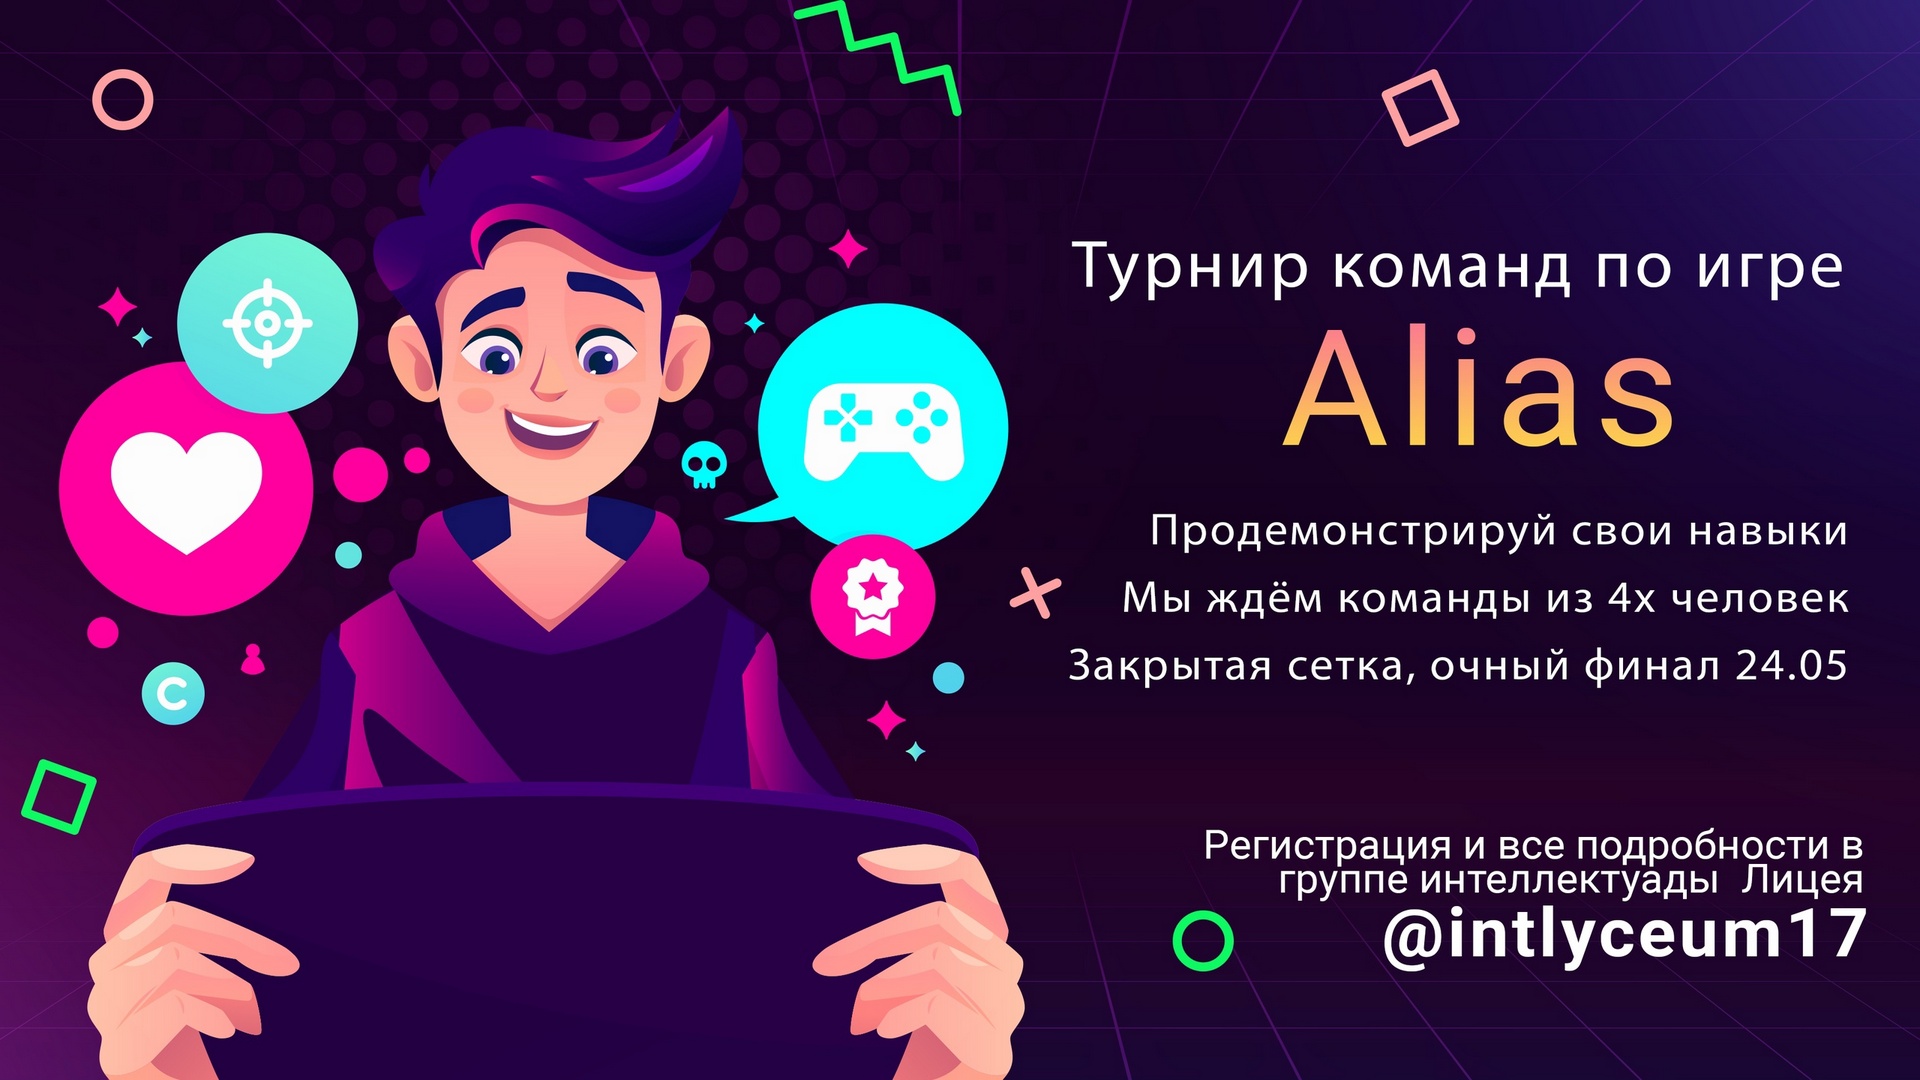 Турнир команд по игре
Alias
Продемонстрируй свои навыки
Мы ждём команды из 4х человек
Закрытая сетка, очный финал 24.05
Регистрация и все подробности в
группе интеллектуады Лицея
@intlyceum17
C